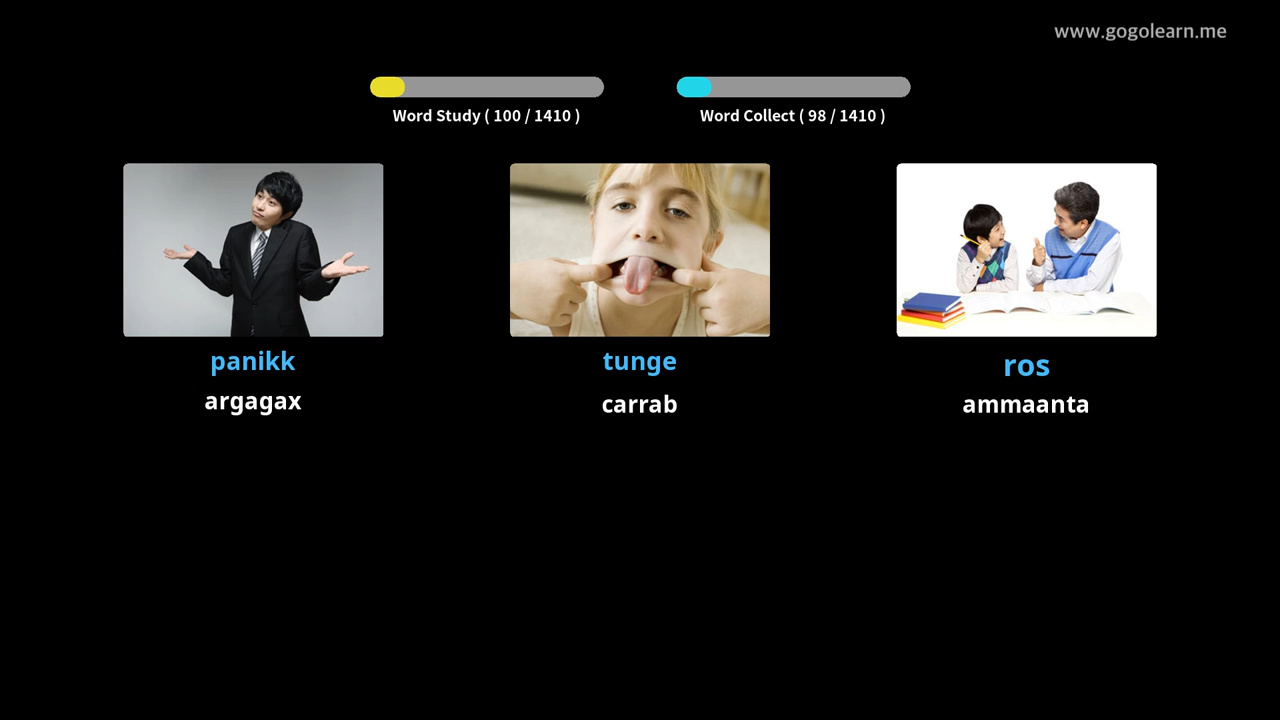 www.gogolearn.me
Word Study ( 100 / 1410 )
Word Collect ( 98 / 1410 )
panikk
argagax
tunge
carrab
ros
ammaanta